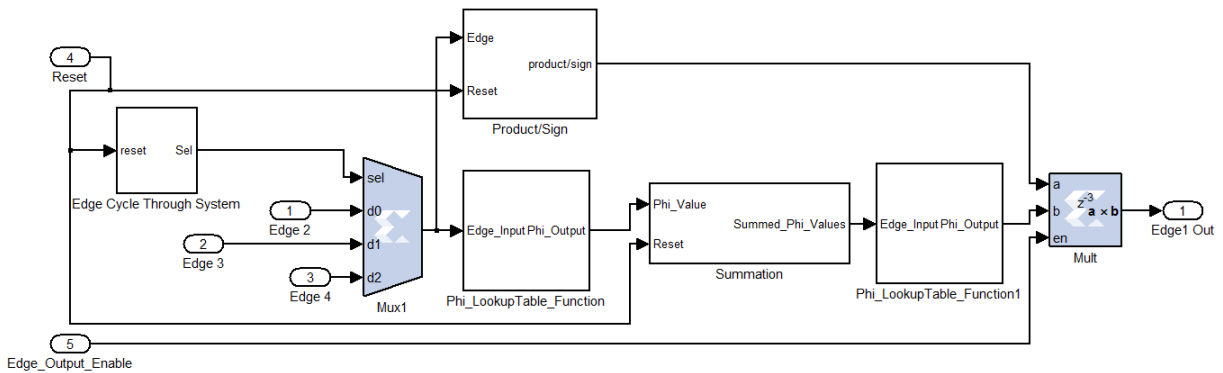 4
Reset
Edge
Reset
product/sign
Product/Sign
reset
Sel
Edge Cycle Through System
1
Edge 2
2
Edge 3
3
Edge 4
sel
d0
d1
d2
Mux1
Edge_Input Phi_Output
Phi_LookupTable_Function
Phi_Value
Reset
Summed_Phi_Values
Summation
Edge_Input Phi_Output
Phi_LookupTable_Function1
a
b
en
z-3
a × b
Mult
1
Edge1 Out
5
Edge_Output_Enable